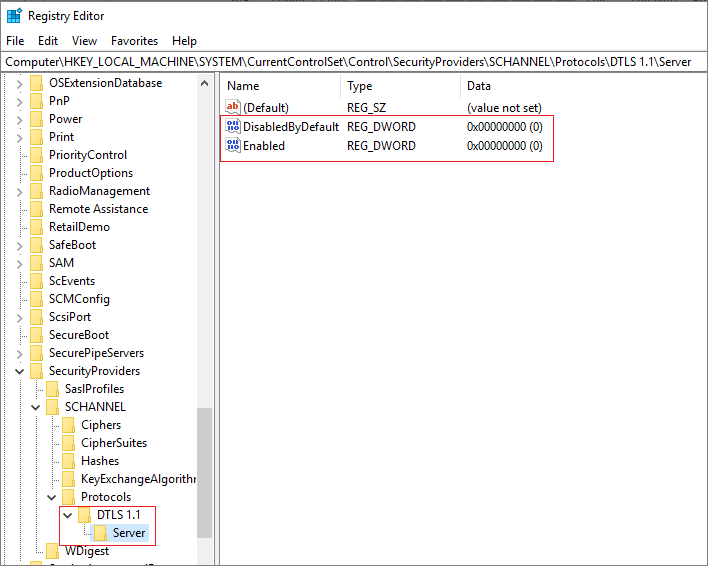 Registry Editor
File Edit View Favorites Help
Computer\HKEY_LOCAL_MACHINE\SYSTEM\CurrentControlSet\Control\SecurityProviders\SCHANNEL\Protocols\DTLS 1.1\Server
OSExtensionDatabase
PnP
Power
Print
PriorityControl
ProductOptions
RadioManagement
Remote Assistance
RetailDemo
SafeBoot
SAM
ScEvents
SCMConfig
ScsiPort
SecureBoot
SecurePipeServers
SecurityProviders
SaslProfiles
SCHANNEL
Ciphers
CipherSuites
Hashes
KeyExchangeAlgorithm
Protocols
DTLS 1.1
Server
WDigest
Name Type Data
ab (Default) REG_SZ (value not set)
DisabledByDefault REG_DWORD 0x00000000 (0)
Enabled REG_DWORD 0x00000000 (0)